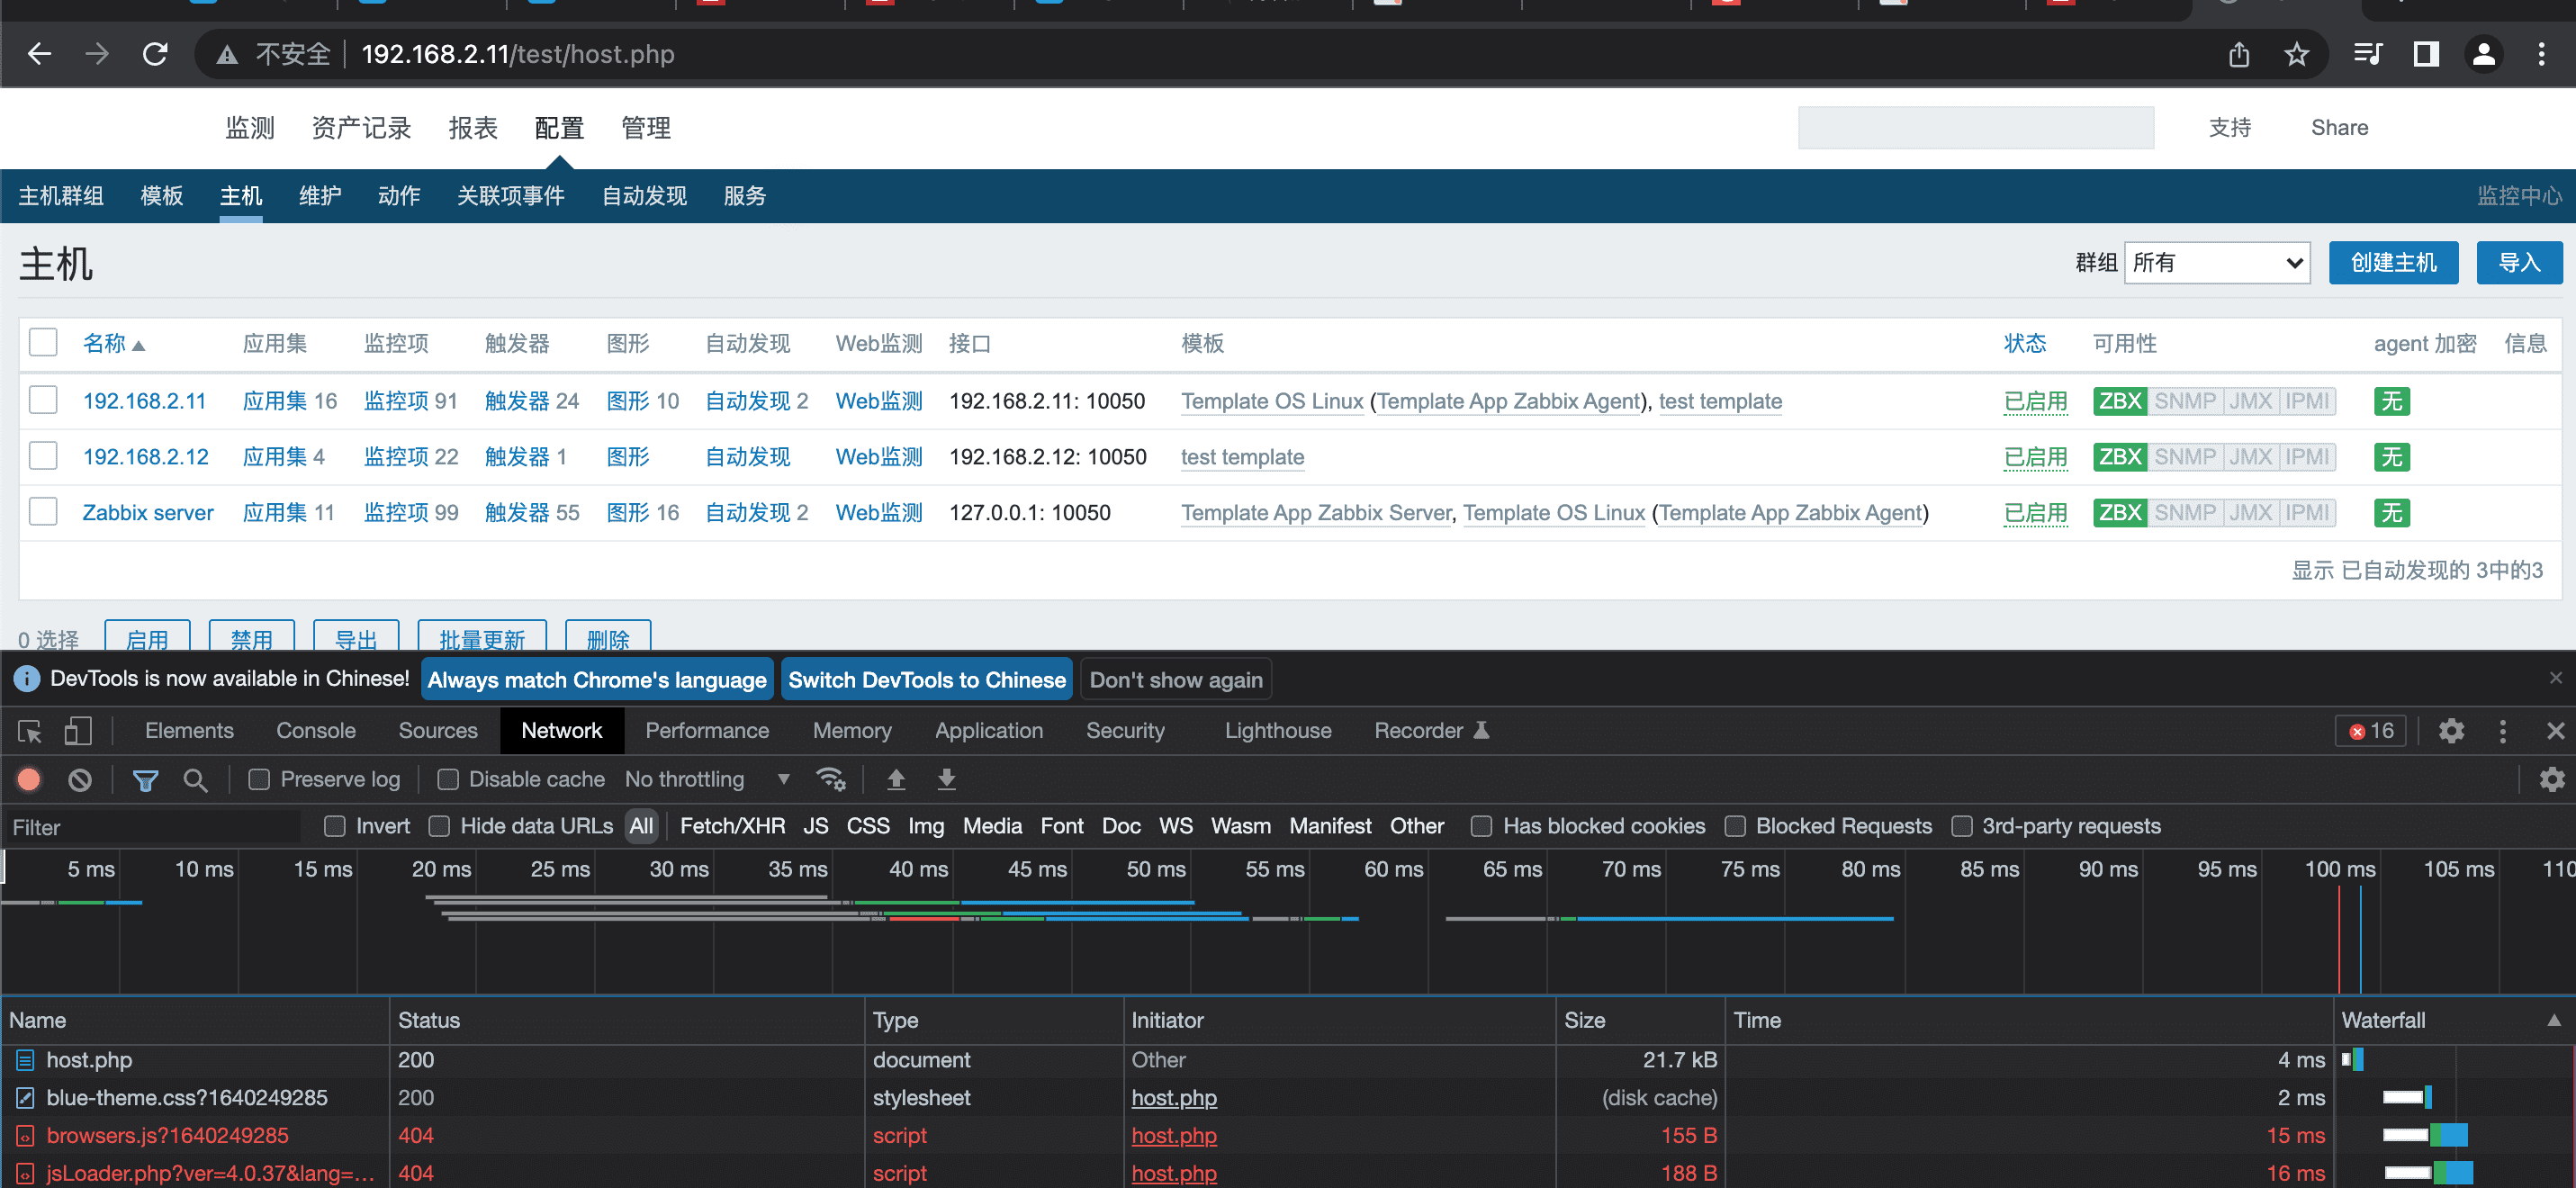 不安全 192.168.2.11/test/host.php
监测 资产记录 报表 配置 管理 支持 Share
主机群组 模板 主机 维护 动作 关联项事件 自动发现 服务 监控中心
主机 群组 所有 创建主机 导入
名称 应用集 监控项 触发器 图形 自动发现 Web监测 接口 模板 状态 可用性 agent 加密 信息
192.168.2.11 应用集 16 监控项 91 触发器 24 图形 10 自动发现 2 Web监测 192.168.2.11: 10050 Template OS Linux (Template App Zabbix Agent), test template 已启用 ZBX SNMP JMX IPMI 无
192.168.2.12 应用集 4 监控项 22 触发器 1 图形 自动发现 Web监测 192.168.2.12: 10050 test template 已启用 ZBX SNMP JMX IPMI 无
Zabbix server 应用集 11 监控项 99 触发器 55 图形 16 自动发现 2 Web监测 127.0.0.1: 10050 Template App Zabbix Server, Template OS Linux (Template App Zabbix Agent) 已启用 ZBX SNMP JMX IPMI 无
显示 已自动发现的 3中的3
0 选择 启用 禁用 导出 批量更新 删除
DevTools is now available in Chinese! Always match Chrome's language Switch DevTools to Chinese Don't show again
Elements Console Sources Network Performance Memory Application Security Lighthouse Recorder 16
Preserve log Disable cache No throttling
Filter Invert Hide data URLs All Fetch/XHR JS CSS Img Media Font Doc WS Wasm Manifest Other Has blocked cookies Blocked Requests 3rd-party requests
5 ms 10 ms 15 ms 20 ms 25 ms 30 ms 35 ms 40 ms 45 ms 50 ms 55 ms 60 ms 65 ms 70 ms 75 ms 80 ms 85 ms 90 ms 95 ms 100 ms 105 ms 110
Name Status Type Initiator Size Time Waterfall
host.php 200 document Other 21.7 kB 4 ms
blue-theme.css?1640249285 200 stylesheet host.php (disk cache) 2 ms
browsers.js?1640249285 404 script host.php 155 B 15 ms
jsLoader.php?ver=4.0.37&lang=... 404 script host.php 188 B 16 ms